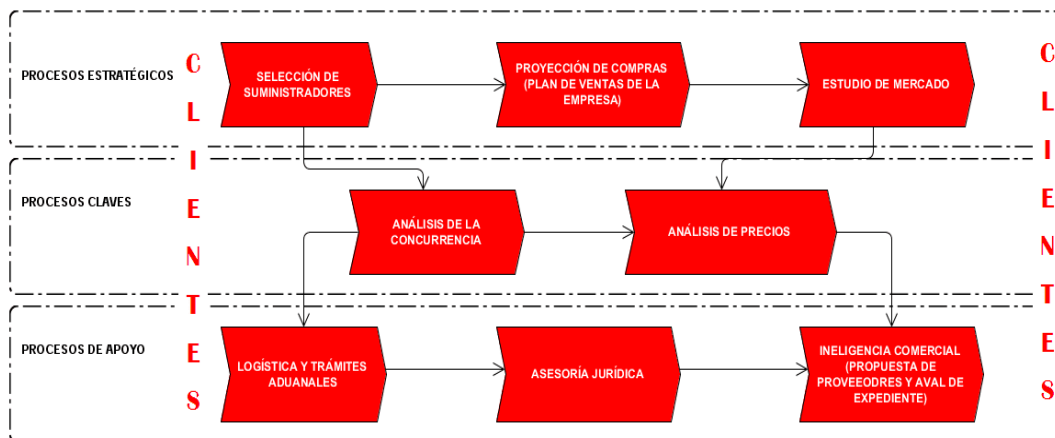 PROCESOS ESTRATÉGICOS
CLIENTES
SELECCIÓN DE
SUMINISTRADORES
PROYECCIÓN DE COMPRAS
(PLAN DE VENTAS DE LA
EMPRESA)
ESTUDIO DE MERCADO
CLIENTES
PROCESOS CLAVES
ANÁLISIS DE LA
CONCURRENCIA
ANÁLISIS DE PRECIOS
PROCESOS DE APOYO
LOGÍSTICA Y TRÁMITES
ADUANALES
ASESORÍA JURÍDICA
INELIGENCIA COMERCIAL
(PROPUESTA DE
PROVEEODRES Y AVAL DE
EXPEDIENTE)